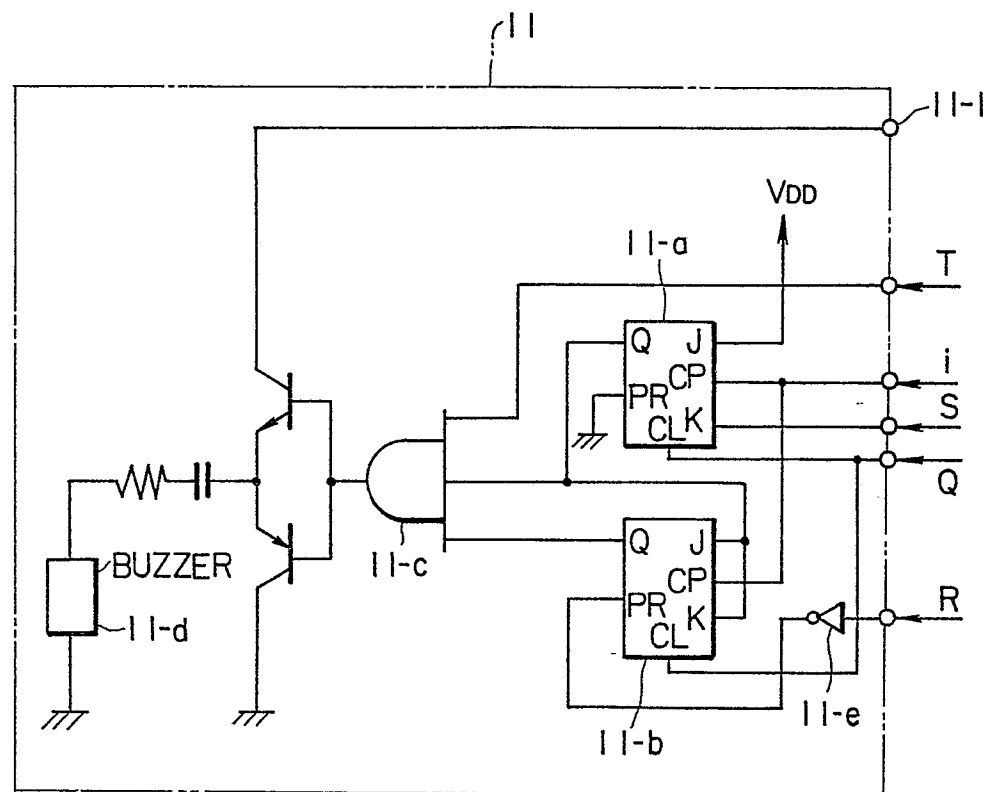 11
11-1
VDD
11-a
T
Q J
i
CP
PR
S
K
CL
Q
11-c
Q J
BUZZER
CP
R
PR
K
11-d
CL
11-e
11-b